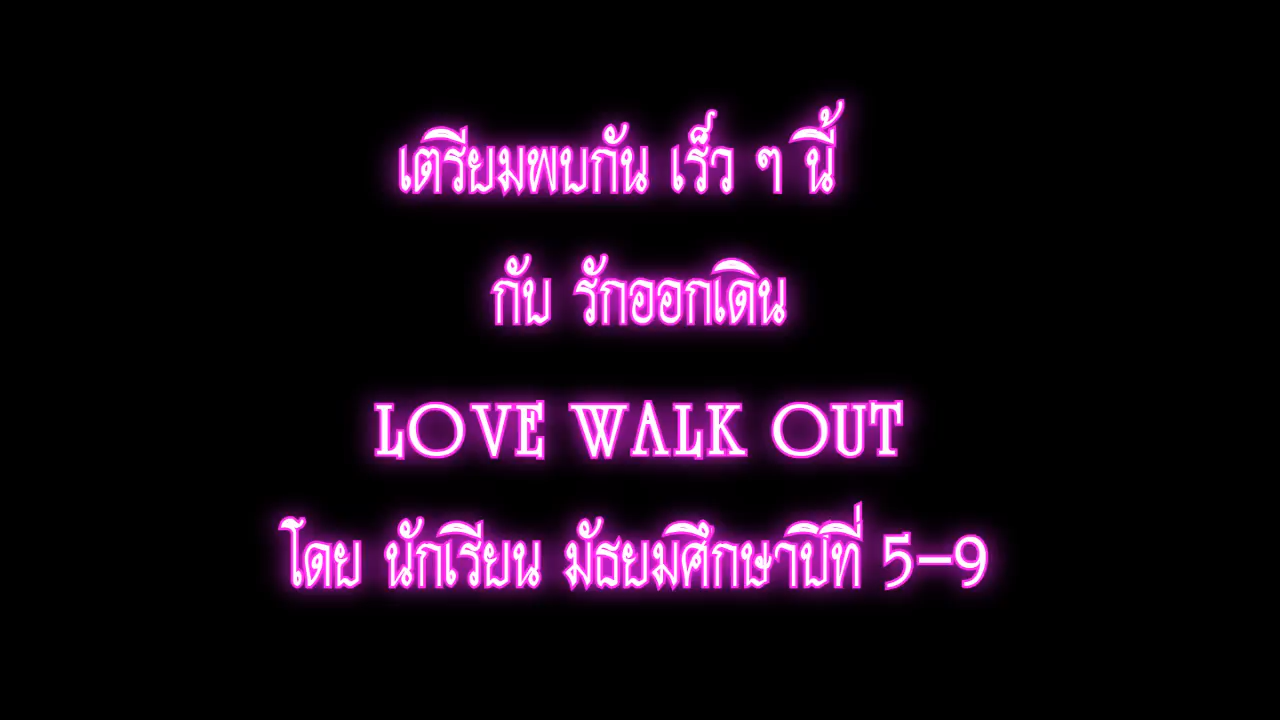 เตรียมพบกัน เร็ว ๆ นี้
กับ รักออกเดิน
LOVE WALK OUT
โดย นักเรียน มัธยมศึกษาปีที่ 5-9